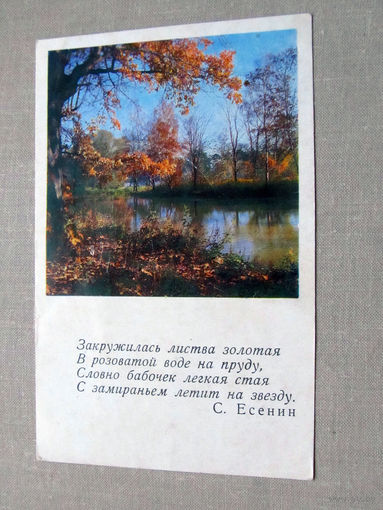 Закружилась листва золотая
В розоватой воде на пруду,
Словно бабочек легкая стая
С замираньем летит на звезду.
С. Есенин